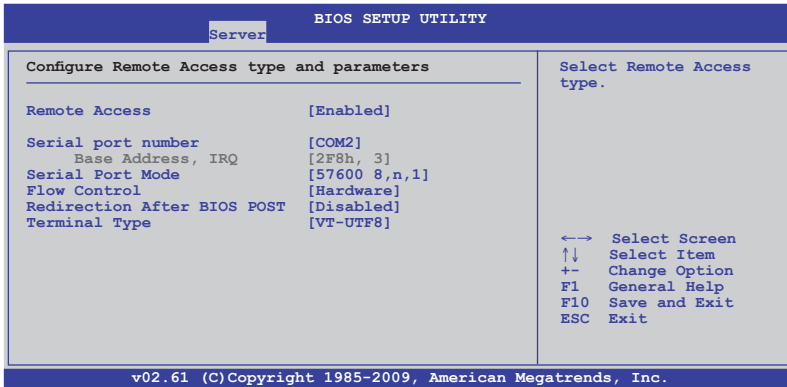 BIOS SETUP UTILITY
Server
Configure Remote Access type and parameters
Remote Access [Enabled]
Serial port number [COM2]
Base Address, IRQ [2F8h, 3]
Serial Port Mode [57600 8,n,1]
Flow Control [Hardware]
Redirection After BIOS POST [Disabled]
Terminal Type [VT-UTF8]
Select Remote Access
type.
←→ Select Screen
↑↓ Select Item
+- Change Option
F1 General Help
F10 Save and Exit
ESC Exit
v02.61 (C)Copyright 1985-2009, American Megatrends, Inc.